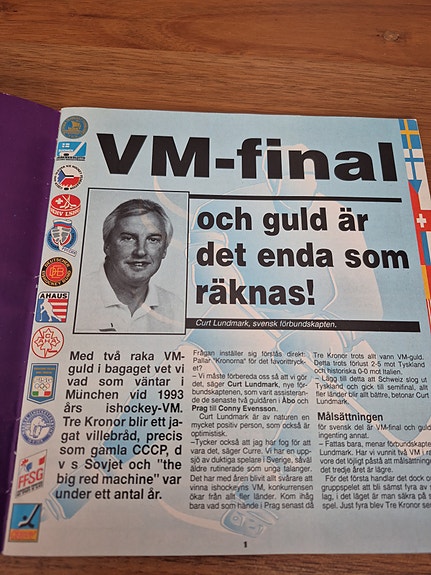 VM-final
och guld är
det enda som
räknas!
Curt Lundmark, svensk förbundskapten.
Med två raka VM-
guld i bagaget vet vi
vad som väntar i
München vid 1993
års ishockey-VM.
Tre Kronor blir ett ja-
gat villebråd, precis
som gamla CCCP, d
v s Sovjet och "the
big red machine" var
under ett antal år.
Frågan inställer sig förstås direkt:
Pallar "Kronorna" för det favorittryck-
et?
– Vi måste förbereda oss så att vi gör
det, säger Curt Lundmark, nye för-
bundskaptenen, som varit assisteran-
de de senaste två guldåren i Åbo och
Prag till Conny Evensson.
Curt Lundmark är av naturen en
mycket positiv person, som också är
optimistisk.
–Tycker också att jag har fog för att
vara det, säger Curre. Vi har en upp-
sjö av duktiga spelare i Sverige, såväl
äldre rutinerade som unga talanger.
Det har med åren blivit allt svårare att
vinna ishockeyns VM, konkurrensen
ökar från allt fler länder. Kom ihåg
bara vad som hände i Prag senast då
Tre Kronor trots allt vann VM-guld.
Detta trots förlust 2-5 mot Tyskland
och historiska 0-0 mot Italien.
– Lägg till detta att Schweiz slog ut
Tyskland och gick till semifinal, allt
fler länder blir allt bättre, betonar Curt
Lundmark.
Målsättningen
för svensk del är VM-final och guld
ingenting annat.
– Fattas bara, menar förbundskapten
Lundmark. Har vi vunnit två VM i ra
vore det löjligt påstå att målsättninge
det tredje året är lägre.
För det första handlar det dock o
gruppspelet att bli sämst fyra av s
lag, i det läget är man säkra på s
spel. Just fyra blev Tre Kronor se
AHAUS
FFSG
1